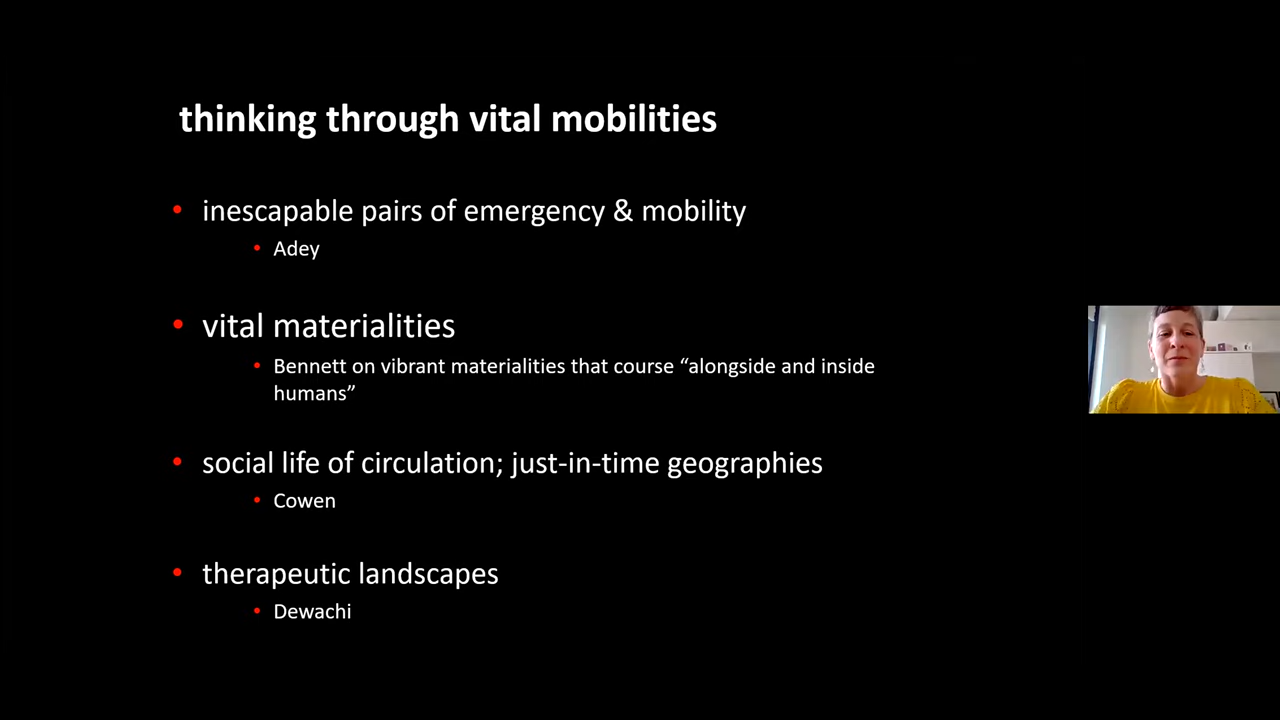 thinking through vital mobilities
• inescapable pairs of emergency & mobility
• Adey
• vital materialities
• Bennett on vibrant materialities that course “alongside and inside
humans”
• social life of circulation; just-in-time geographies
• Cowen
• therapeutic landscapes
• Dewachi